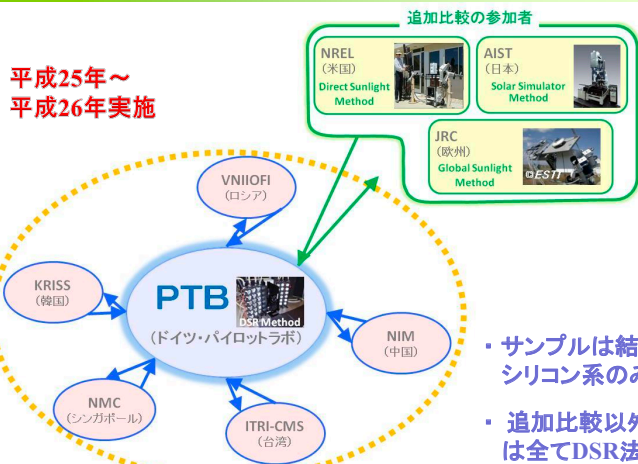 追加比較の参加者
NREL
(米国)
Direct Sunlight
Method
AIST
(日本)
Solar Simulator
Method
JRC
(欧州)
Global Sunlight
Method
©ESTI
平成25年～
平成26年実施
VNIIOFI
(ロシア)
KRISS
(韓国)
PTB
DSR Method
(ドイツ・パイロットラボ)
NIM
(中国)
NMC
(シンガポール)
ITRI-CMS
(台湾)
・サンプルは結
シリコン系のみ
・ 追加比較以外
は全てDSR法